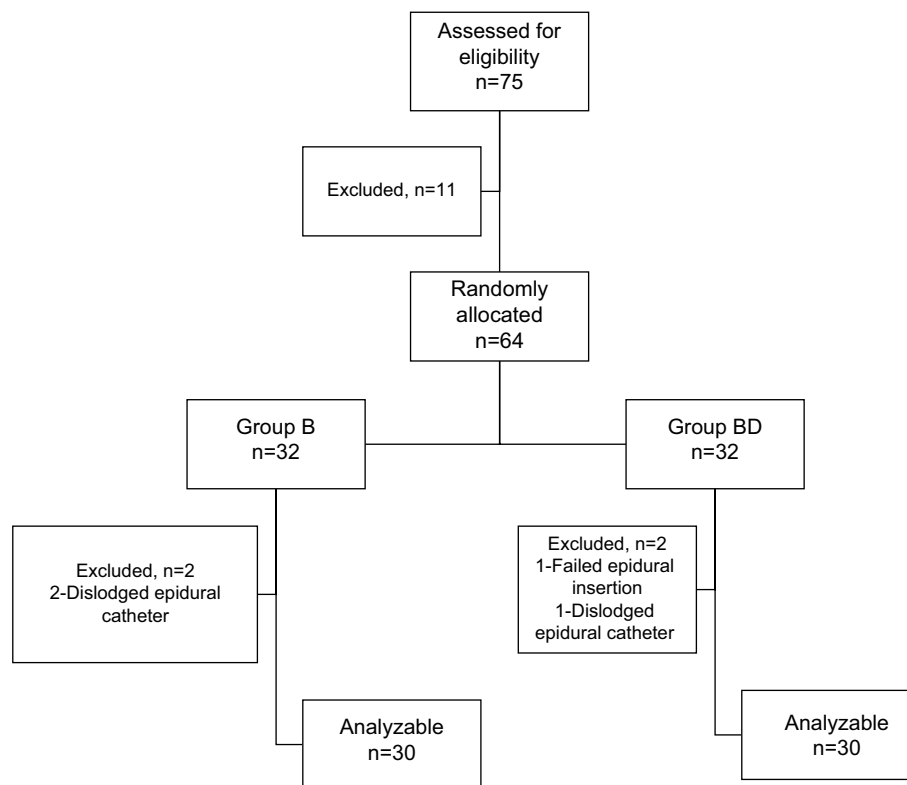 Assessed for
eligibility
n=75
Excluded, n=11
Randomly
allocated
n=64
Group B
n=32
Group BD
n=32
Excluded, n=2
2-Dislodged epidural
catheter
Excluded, n=2
1-Failed epidural
insertion
1-Dislodged
epidural catheter
Analyzable
n=30
Analyzable
n=30